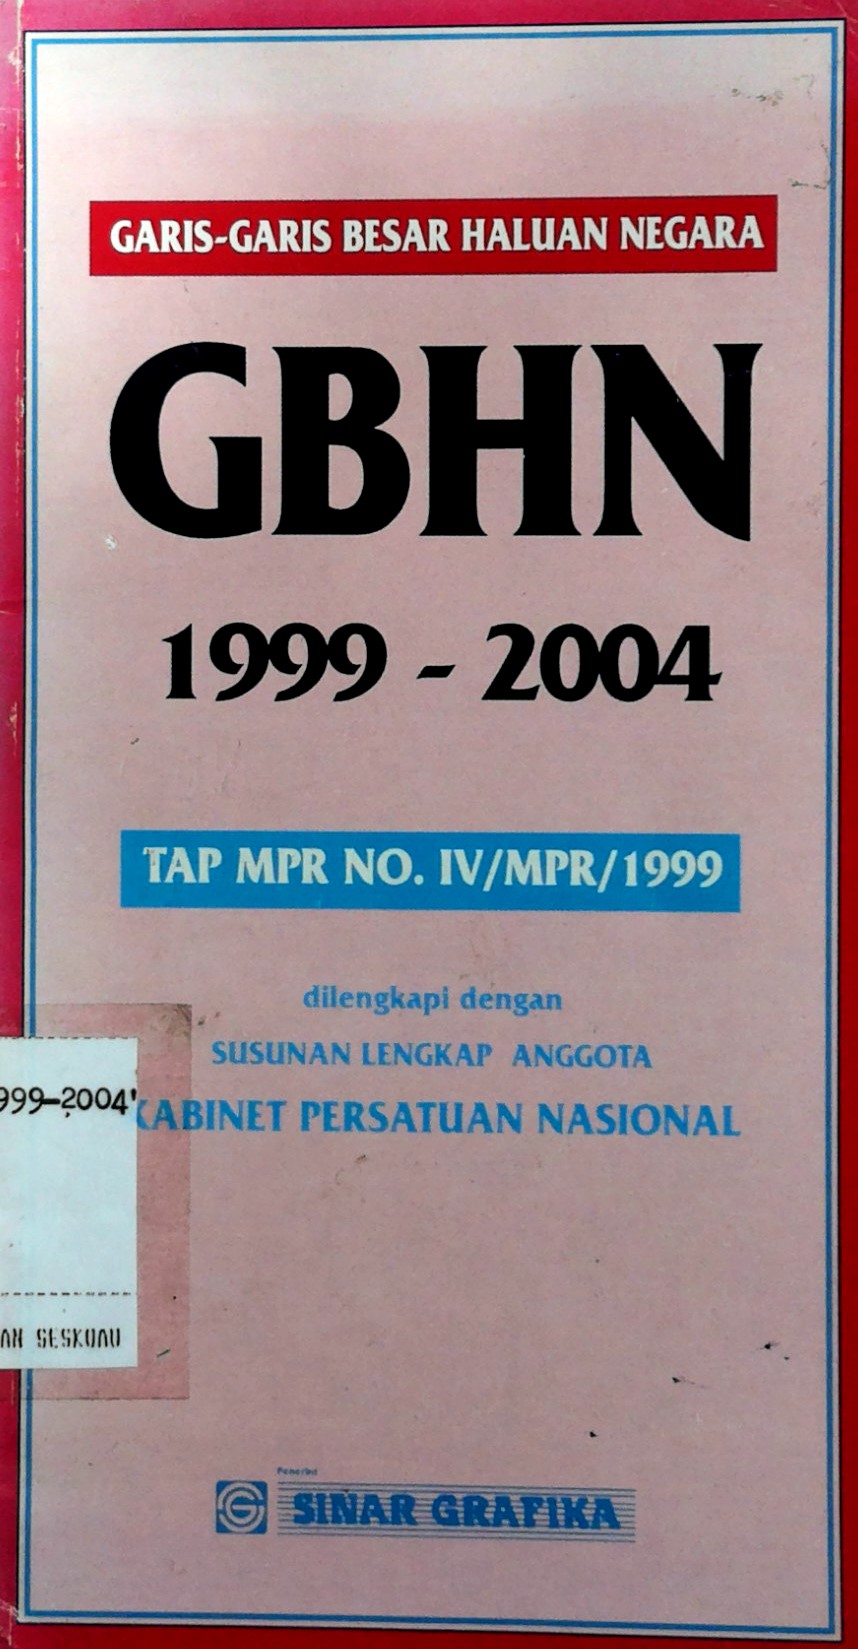 GARIS-GARIS BESAR HALUAN NEGARA
GBHN
1999 - 2004
TAP MPR NO. IV/MPR/1999
dilengkapi dengan
SUSUNAN LENGKAP ANGGOTA
KABINET PERSATUAN NASIONAL
999-2004'
AN SESKOAU
Penerbit
SINAR GRAFIKA